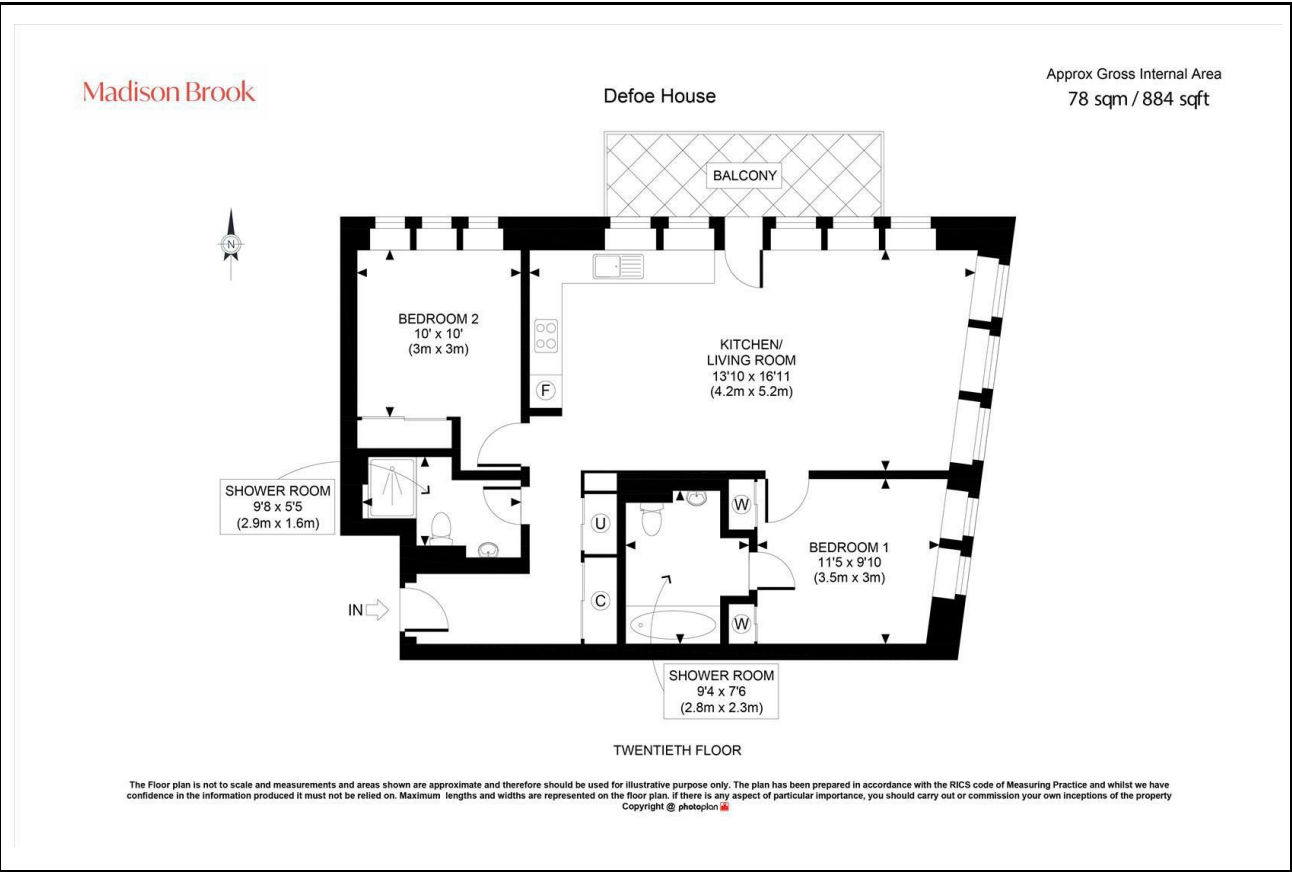 Madison Brook
Defoe House
Approx Gross Internal Area
78 sqm / 884 sqft
BALCONY
N
BEDROOM 2
10' x 10'
(3m x 3m)
KITCHEN/
LIVING ROOM
13'10 x 16'11
(4.2m x 5.2m)
F
SHOWER ROOM
9'8 x 5'5
(2.9m x 1.6m)
U
W
BEDROOM 1
11'5 x 9'10
(3.5m x 3m)
IN
C
W
SHOWER ROOM
9'4 x 7'6
(2.8m x 2.3m)
TWENTIETH FLOOR
The Floor plan is not to scale and measurements and areas shown are approximate and therefore should be used for illustrative purpose only. The plan has been prepared in accordance with the RICS code of Measuring Practice and whilst we have
confidence in the information produced it must not be relied on. Maximum lengths and widths are represented on the floor plan. if there is any aspect of particular importance, you should carry out or commission your own inceptions of the property
Copyright @ photoplan